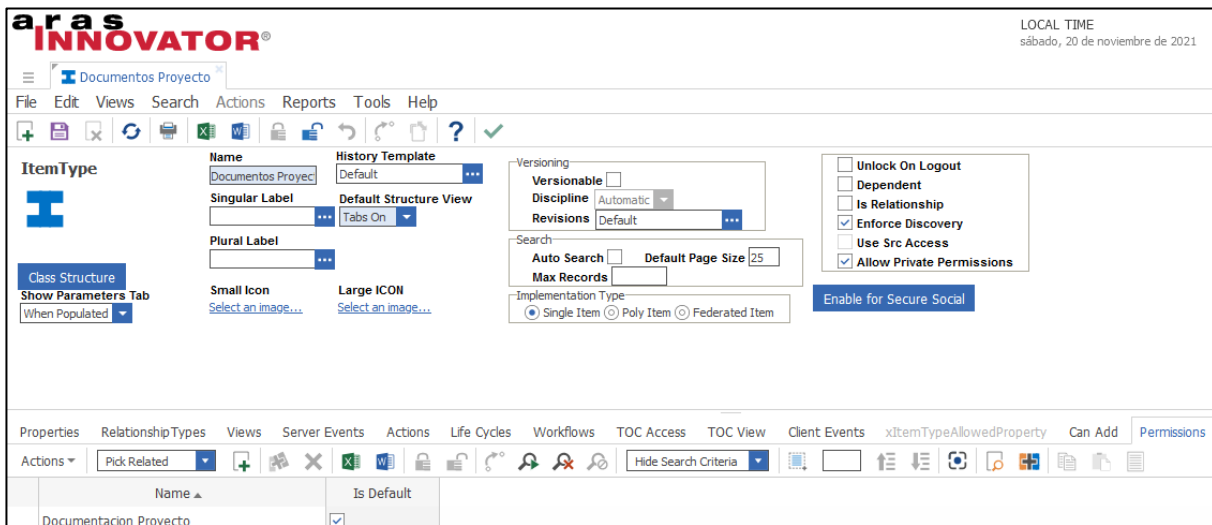 aras
INNOVATOR®
LOCAL TIME
sábado, 20 de noviembre de 2021
Documentos Proyecto
File Edit Views Search Actions Reports Tools Help
ItemType
Name
Documentos Proyec
History Template
Default
Singular Label
Default Structure View
Tabs On
Plural Label
Class Structure
Show Parameters Tab
When Populated
Small Icon
Select an image...
Large ICON
Select an image...
Versioning
Versionable
Discipline Automatic
Revisions Default
Search
Auto Search Default Page Size 25
Max Records
Implementation Type
Single Item Poly Item Federated Item
Unlock On Logout
Dependent
Is Relationship
Enforce Discovery
Use Src Access
Allow Private Permissions
Enable for Secure Social
Properties RelationshipTypes Views Server Events Actions Life Cycles Workflows TOC Access TOC View Client Events xItemTypeAllowedProperty Can Add Permissions
Actions Pick Related Hide Search Criteria
Name Is Default
Documentacion Proyecto